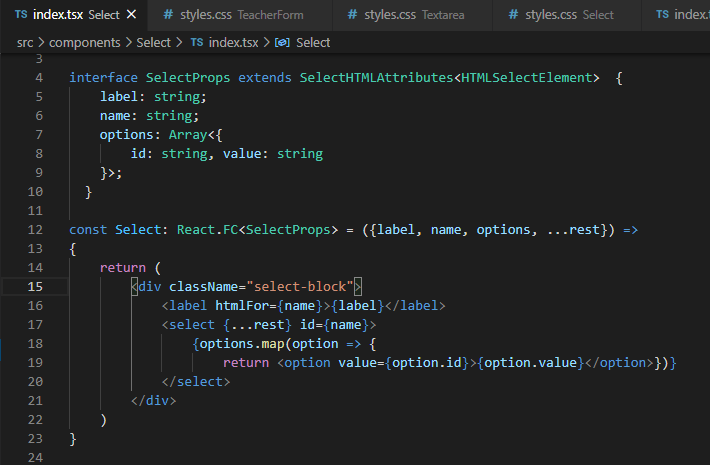 TS index.tsx Select × # styles.css TeacherForm # styles.css Textarea # styles.css Select TS index.t
src > components > Select > TS index.tsx > Select
3
4 interface SelectProps extends SelectHTMLAttributes<HTMLSelectElement>  {
5     label: string;
6     name: string;
7     options: Array<{
8         id: string, value: string
9     }>;
10   }
11
12 const Select: React.FC<SelectProps> = ({label, name, options, ...rest}) =>
13 {
14     return (
15         <div className="select-block">
16             <label htmlFor={name}>{label}</label>
17             <select {...rest} id={name}>
18                 {options.map(option => {
19                     return <option value={option.id}>{option.value}</option>})}
20             </select>
21         </div>
22     )
23 }
24